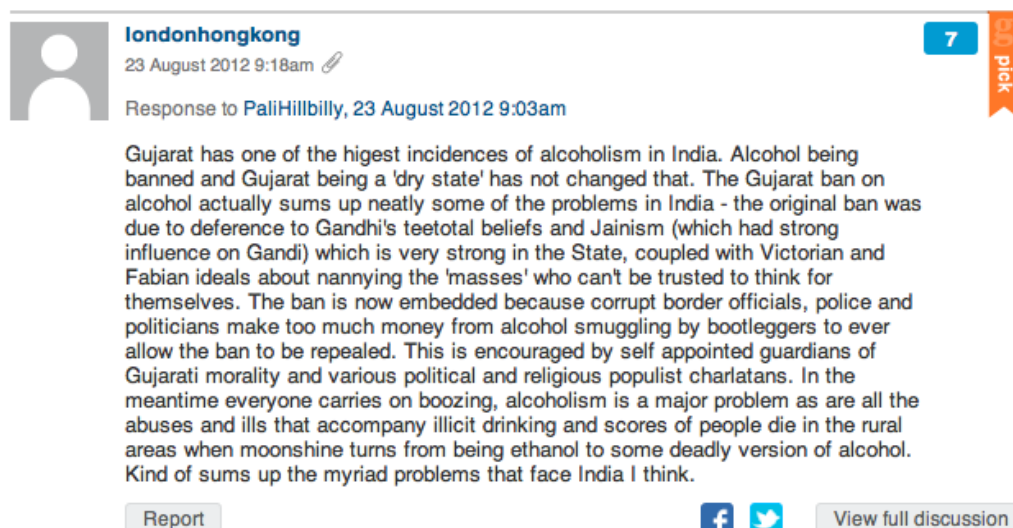 londonhongkong
7
23 August 2012 9:18am
Response to PaliHillbilly, 23 August 2012 9:03am
Gujarat has one of the higest incidences of alcoholism in India. Alcohol being
banned and Gujarat being a 'dry state' has not changed that. The Gujarat ban on
alcohol actually sums up neatly some of the problems in India - the original ban was
due to deference to Gandhi's teetotal beliefs and Jainism (which had strong
influence on Gandi) which is very strong in the State, coupled with Victorian and
Fabian ideals about nannying the 'masses' who can't be trusted to think for
themselves. The ban is now embedded because corrupt border officials, police and
politicians make too much money from alcohol smuggling by bootleggers to ever
allow the ban to be repealed. This is encouraged by self appointed guardians of
Gujarati morality and various political and religious populist charlatans. In the
meantime everyone carries on boozing, alcoholism is a major problem as are all the
abuses and ills that accompany illicit drinking and scores of people die in the rural
areas when moonshine turns from being ethanol to some deadly version of alcohol.
Kind of sums up the myriad problems that face India I think.
Report
View full discussion
gg pick